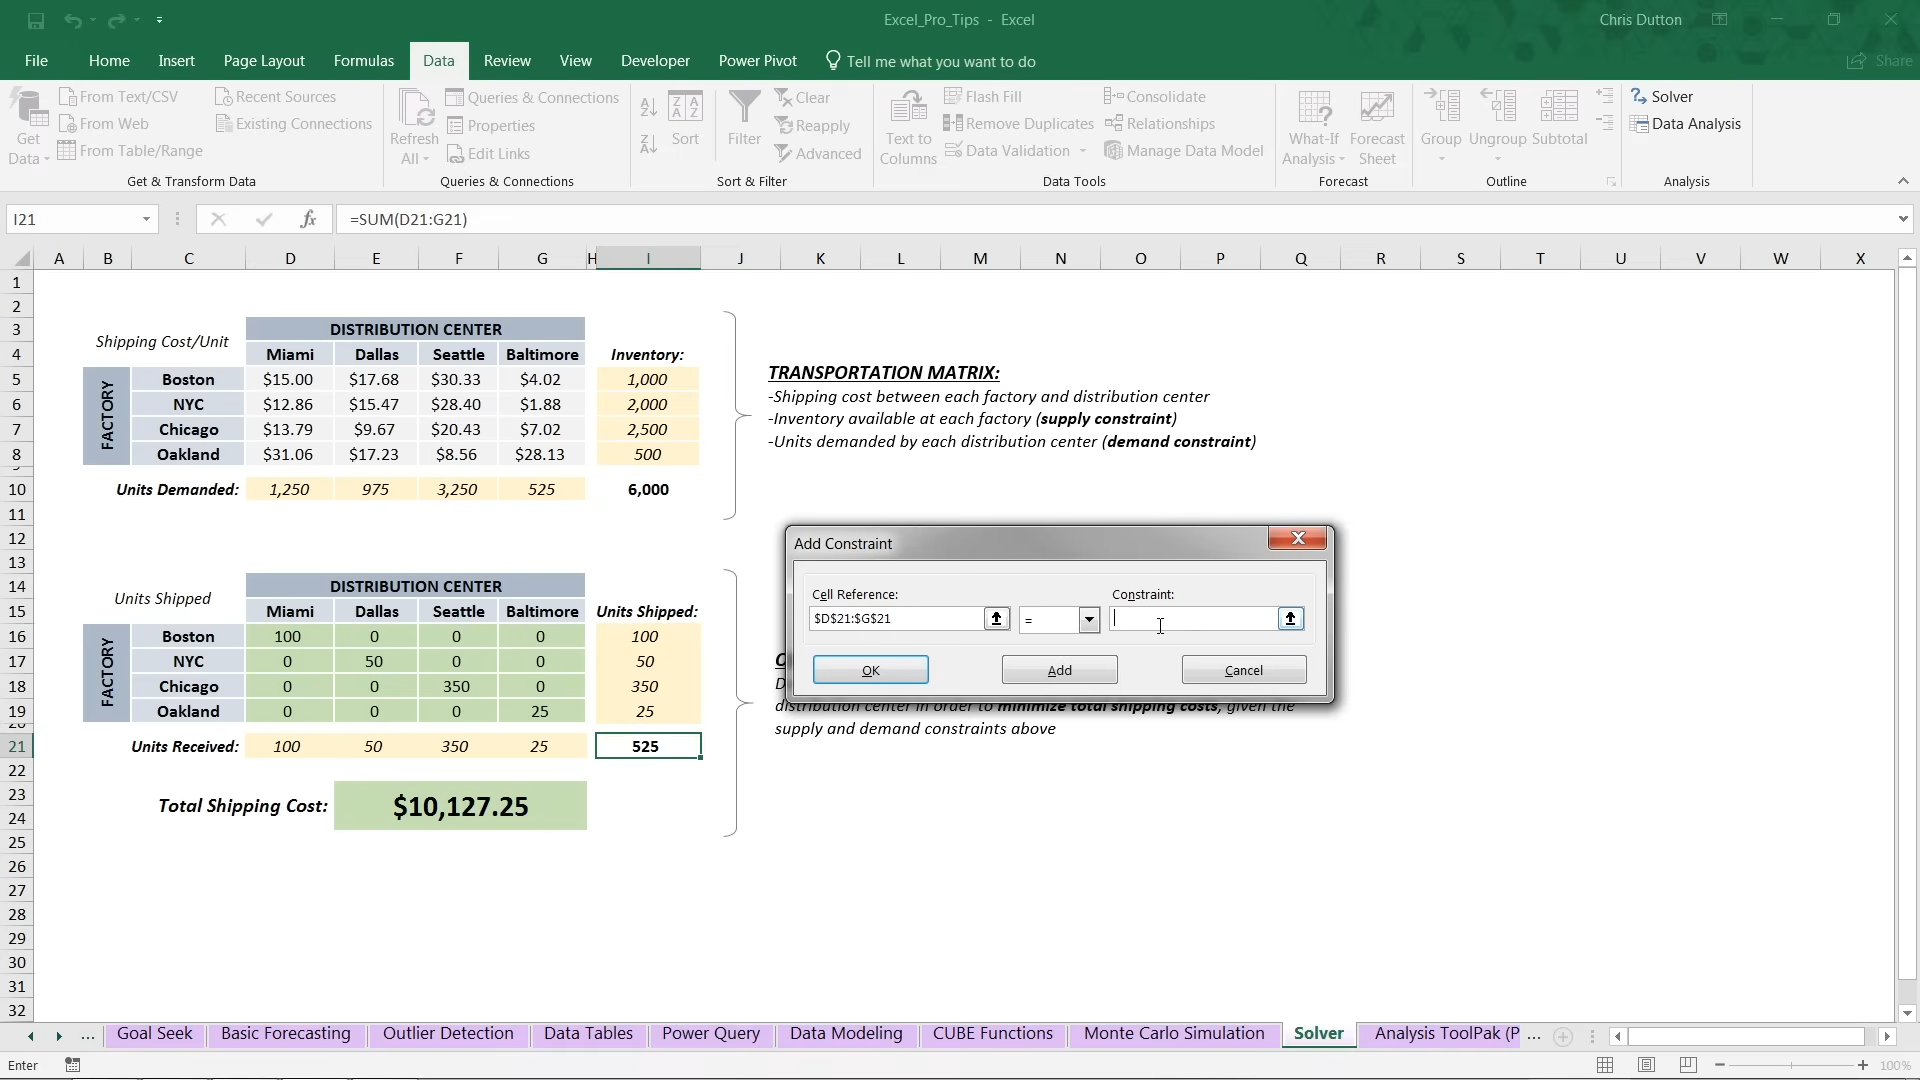 Excel_Pro_Tips - Excel
Chris Dutton
File Home Insert Page Layout Formulas Data Review View Developer Power Pivot Tell me what you want to do Share
Get Data
From Text/CSV
From Web
From Table/Range
Recent Sources
Existing Connections
Get & Transform Data
Refresh All
Queries & Connections
Properties
Edit Links
Queries & Connections
Sort
Filter
Clear
Reapply
Advanced
Sort & Filter
Text to Columns
Flash Fill
Remove Duplicates
Data Validation
Consolidate
Relationships
Manage Data Model
Data Tools
What-If Analysis
Forecast Sheet
Forecast
Group
Ungroup
Subtotal
Outline
Solver
Data Analysis
Analysis
I21 fx =SUM(D21:G21)
A B C D E F G H I J K L M N O P Q R S T U V W X
1
2
3 Shipping Cost/Unit DISTRIBUTION CENTER
4 Miami Dallas Seattle Baltimore Inventory:
FACTORY
5 Boston $15.00 $17.68 $30.33 $4.02 1,000
6 NYC $12.86 $15.47 $28.40 $1.88 2,000
7 Chicago $13.79 $9.67 $20.43 $7.02 2,500
8 Oakland $31.06 $17.23 $8.56 $28.13 500
10 Units Demanded: 1,250 975 3,250 525 6,000
TRANSPORTATION MATRIX:
-Shipping cost between each factory and distribution center
-Inventory available at each factory (supply constraint)
-Units demanded by each distribution center (demand constraint)
11
12
13
14 Units Shipped DISTRIBUTION CENTER
15 Miami Dallas Seattle Baltimore Units Shipped:
FACTORY
16 Boston 100 0 0 0 100
17 NYC 0 50 0 0 50
18 Chicago 0 0 350 0 350
19 Oakland 0 0 0 25 25
21 Units Received: 100 50 350 25 525
22
23 Total Shipping Cost: $10,127.25
24
25
26
27
28
29
30
31
32
Add Constraint
Cell Reference: Constraint:
$D$21:$G$21 =
OK Add Cancel
distribution center in order to minimize total shipping costs, given the
supply and demand constraints above
... Goal Seek Basic Forecasting Outlier Detection Data Tables Power Query Data Modeling CUBE Functions Monte Carlo Simulation Solver Analysis ToolPak (P ...
Enter 100%